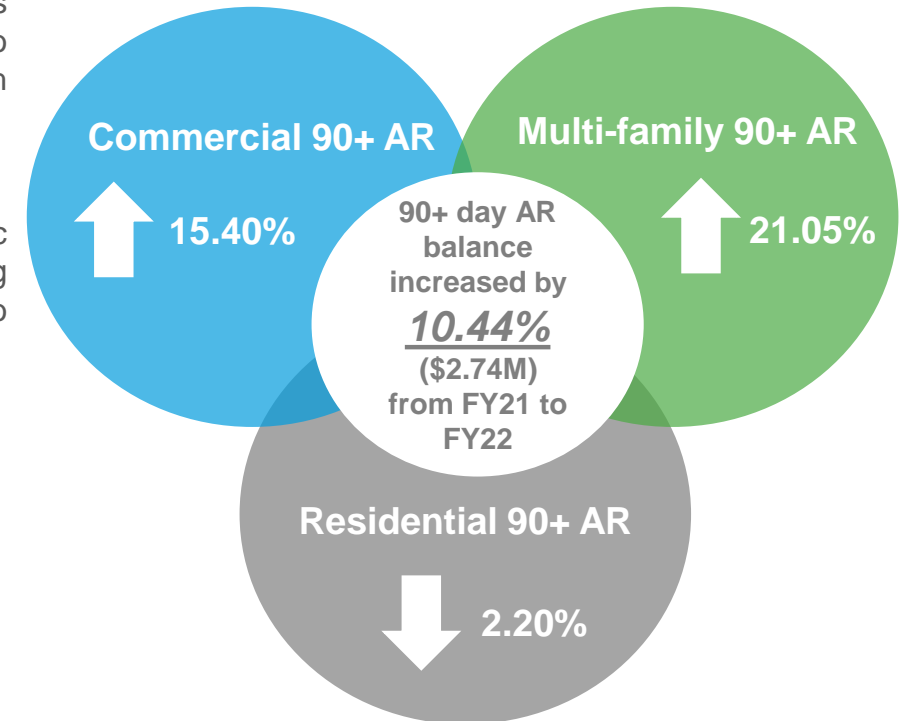 s
o
n
c
g
o
Commercial 90+ AR
15.40%
Multi-family 90+ AR
21.05%
90+ day AR
balance
increased by
10.44%
($2.74M)
from FY21 to
FY22
Residential 90+ AR
2.20%